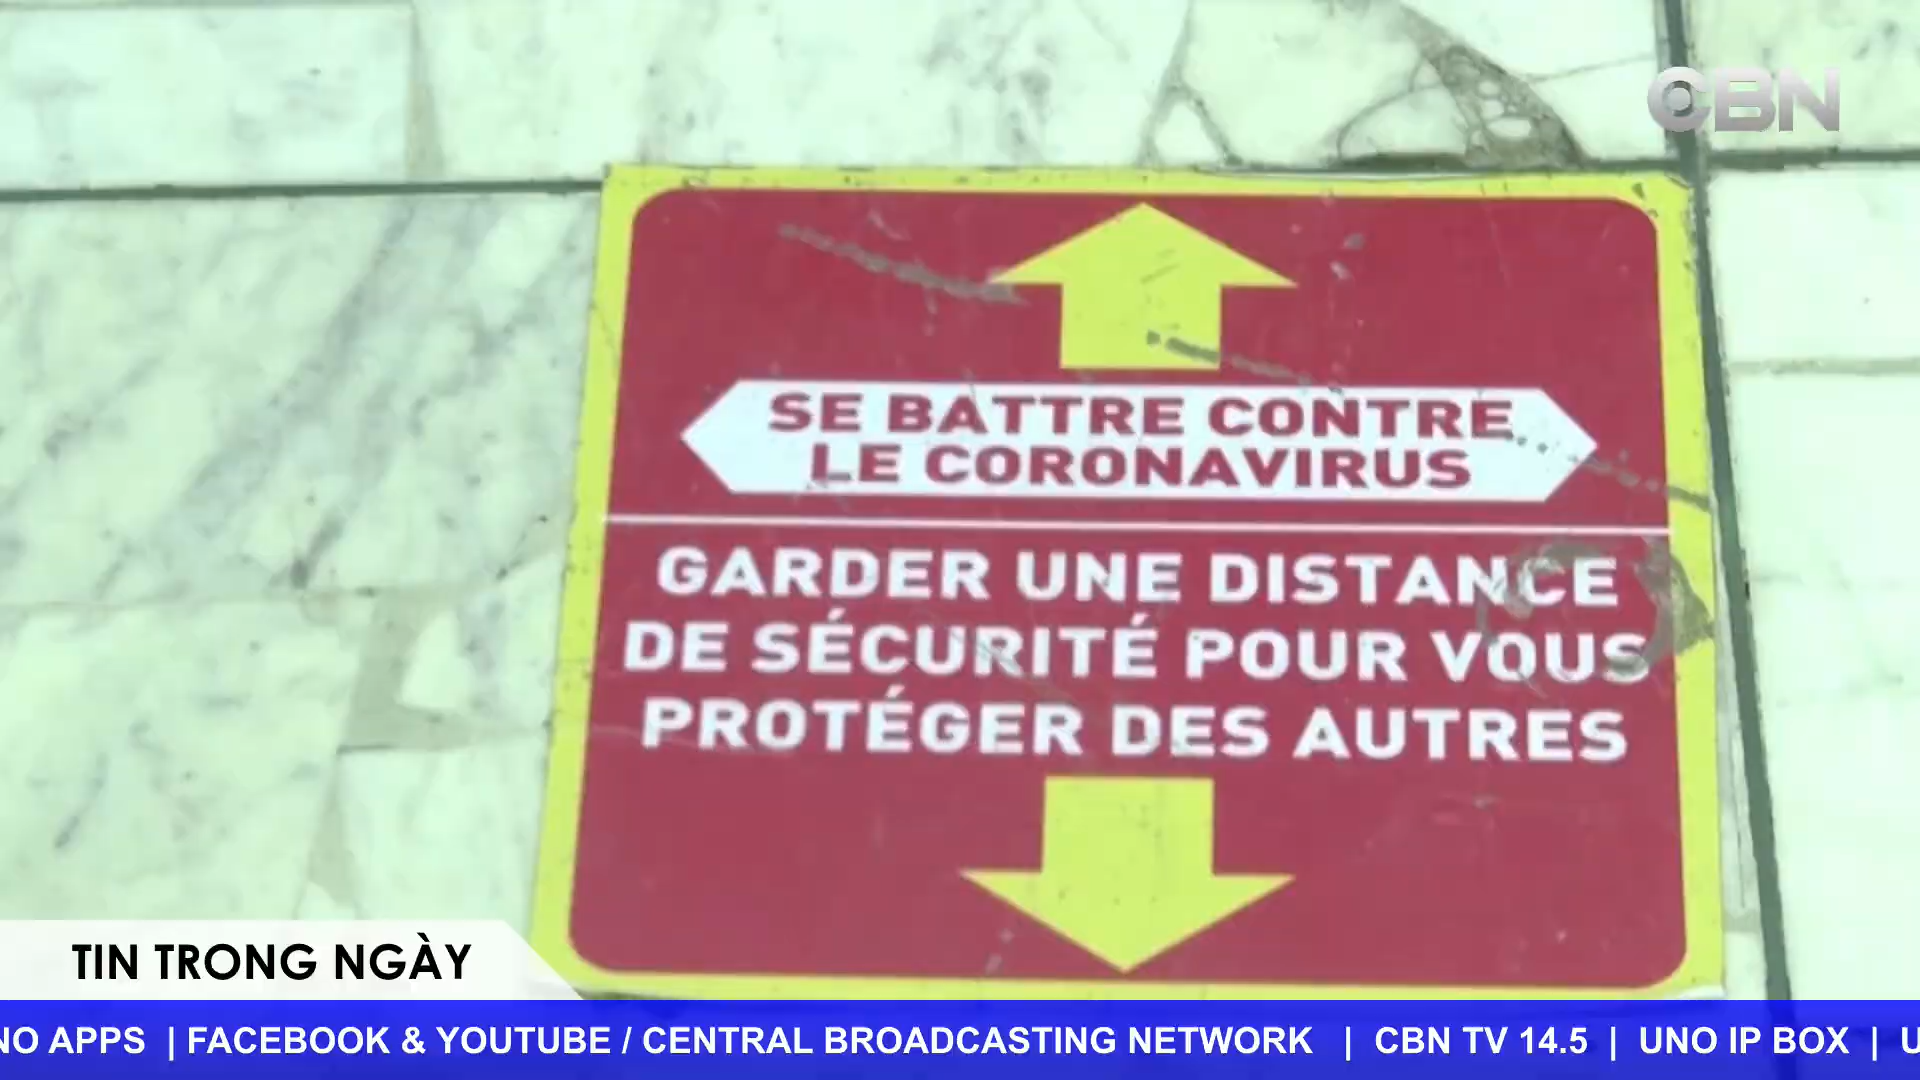 CBN
SE BATTRE CONTRE
LE CORONAVIRUS
GARDER UNE DISTANCE
DE SÉCURITÉ POUR VOUS
PROTÉGER DES AUTRES
TIN TRONG NGÀY
NO APPS | FACEBOOK & YOUTUBE / CENTRAL BROADCASTING NETWORK | CBN TV 14.5 | UNO IP BOX | U